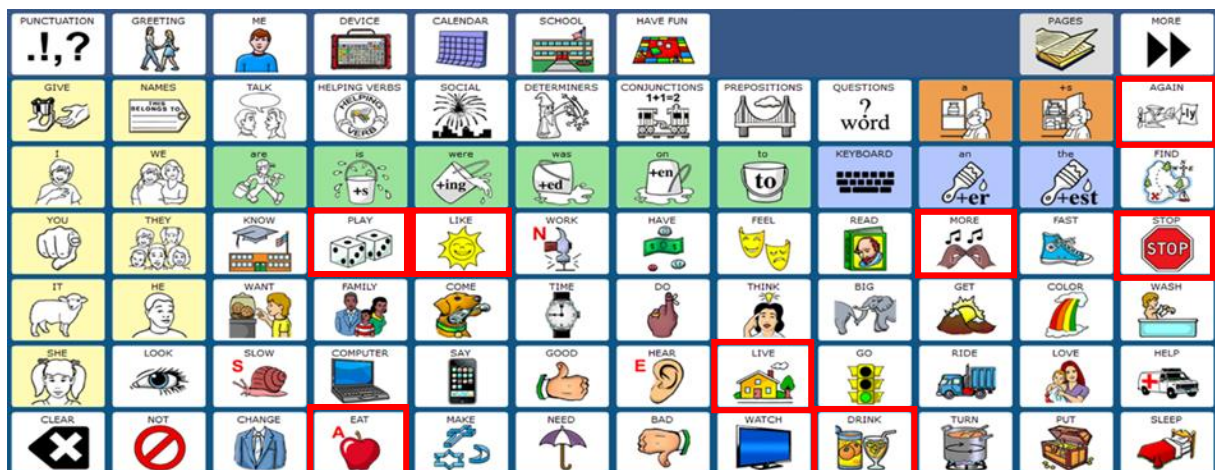 PUNCTUATION GREETING ME DEVICE CALENDAR SCHOOL HAVE FUN PAGES MORE
.!,?
GIVE NAMES TALK HELPING VERBS SOCIAL DETERMINERS CONJUNCTIONS PREPOSITIONS QUESTIONS a +s AGAIN
THIS BELONGS TO HELPING VERB 1+1=2 ? word -ly
I WE are is were was on to KEYBOARD an the FIND
+s +ing +ed +en to +er +est
YOU THEY KNOW PLAY LIKE WORK HAVE FEEL READ MORE FAST STOP
N STOP
IT HE WANT FAMILY COME TIME DO THINK BIG GET COLOR WASH
SHE LOOK SLOW COMPUTER SAY GOOD HEAR LIVE GO RIDE LOVE HELP
S E
CLEAR NOT CHANGE EAT MAKE NEED BAD WATCH DRINK TURN PUT SLEEP
A